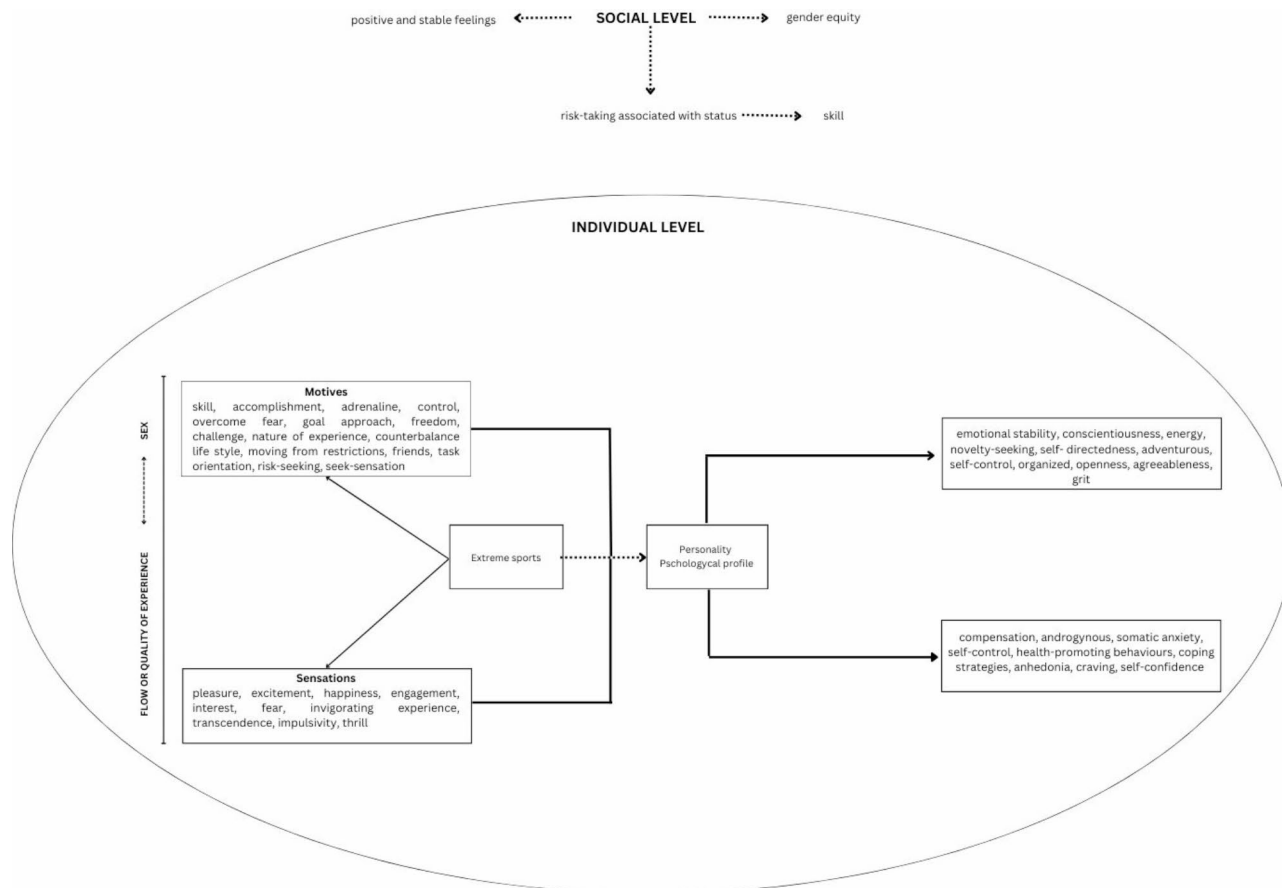 positive and stable feelings
SOCIAL LEVEL
gender equity
risk-taking associated with status
skill
INDIVIDUAL LEVEL
SEX
FLOW OR QUALITY OF EXPERIENCE
Motives
skill, accomplishment, adrenaline, control,
overcome fear, goal approach, freedom,
challenge, nature of experience, counterbalance
life style, moving from restrictions, friends, task
orientation, risk-seeking, seek-sensation
Extreme sports
Personality
Pschologycal profile
emotional stability, conscientiousness, energy,
novelty-seeking, self- directedness, adventurous,
self-control, organized, openness, agreeableness,
grit
Sensations
pleasure, excitement, happiness, engagement,
interest, fear, invigorating experience,
transcendence, impulsivity, thrill
compensation, androgynous, somatic anxiety,
self-control, health-promoting behaviours, coping
strategies, anhedonia, craving, self-confidence